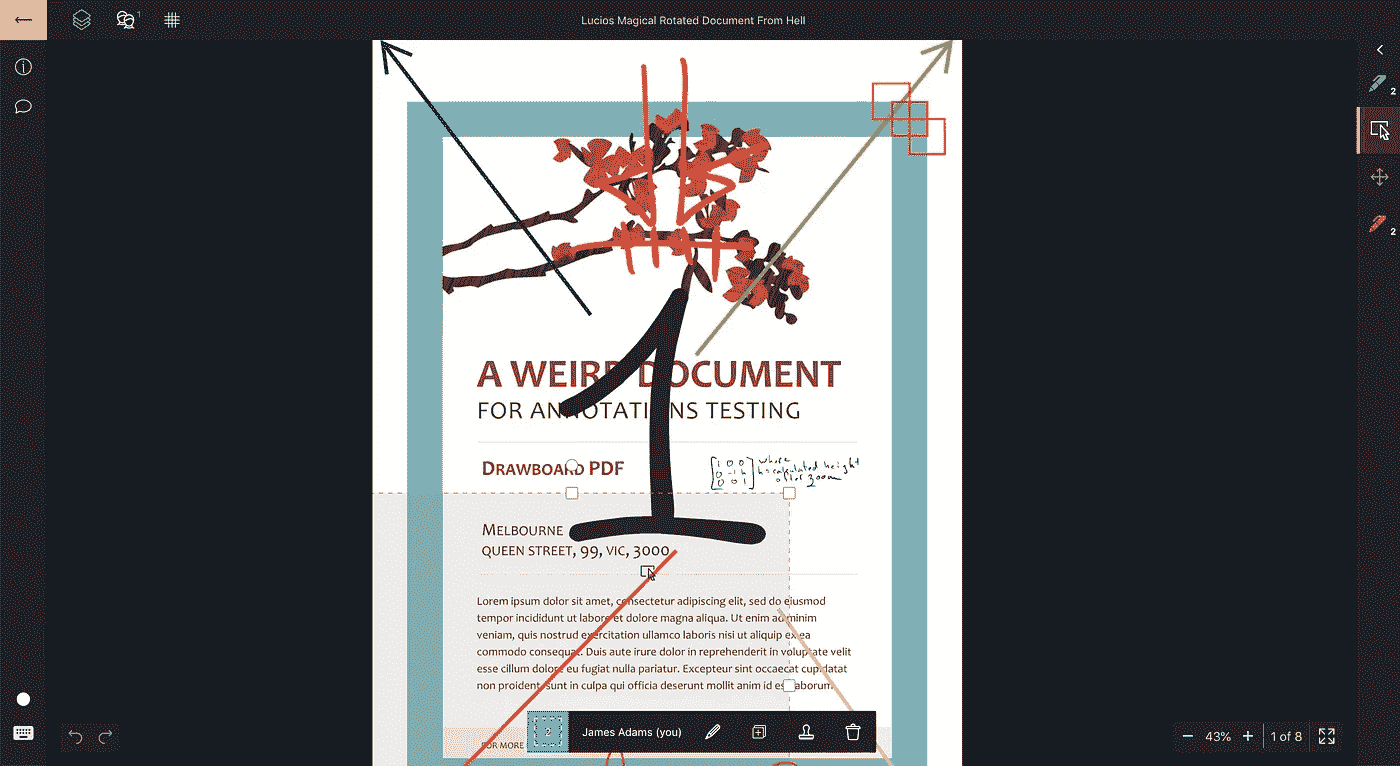 Lucios Magical Rotated Document From Hell
1
2
2
A WEIRD DOCUMENT
FOR ANNOTATIONS TESTING
DRAWBOARD PDF
1 0 0 where
0 -1 h h = calculated height
0 0 1 after zoom
1
MELBOURNE
QUEEN STREET, 99, VIC, 3000
Lorem ipsum dolor sit amet, consectetur adipiscing elit, sed do eiusmod
tempor incididunt ut labore et dolore magna aliqua. Ut enim ad minim
veniam, quis nostrud exercitation ullamco laboris nisi ut aliquip ex ea
commodo consequat. Duis aute irure dolor in reprehenderit in voluptate velit
esse cillum dolore eu fugiat nulla pariatur. Excepteur sint occaecat cupidatat
non proident, sunt in culpa qui officia deserunt mollit anim id est laborum.
FOR MORE
2 James Adams (you)
43% 1 of 8